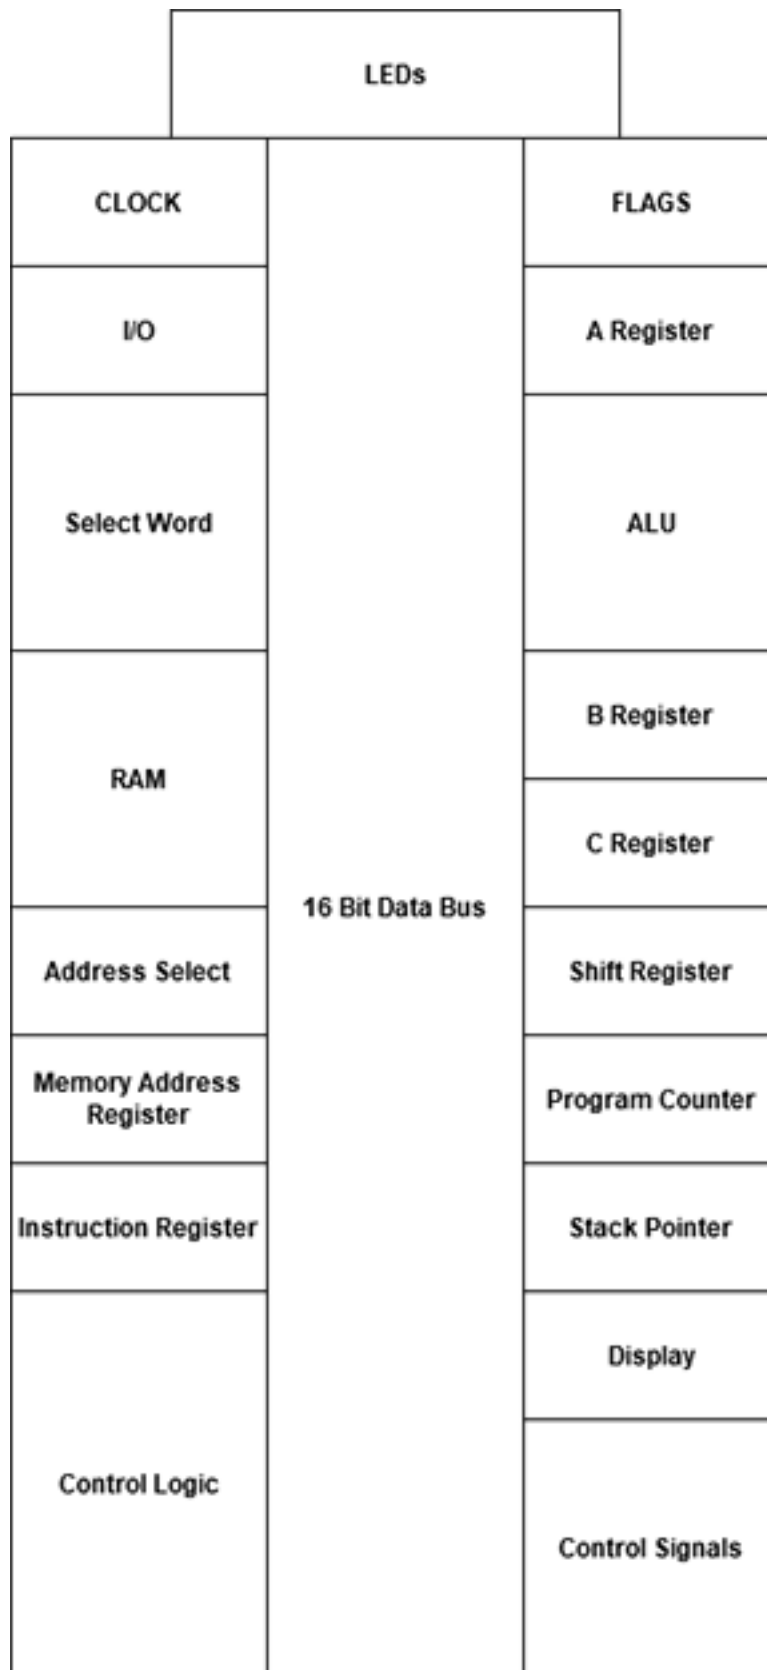 LEDs
CLOCK
FLAGS
I/O
A Register
Select Word
ALU
RAM
B Register
C Register
16 Bit Data Bus
Address Select
Shift Register
Memory Address
Register
Program Counter
Instruction Register
Stack Pointer
Display
Control Logic
Control Signals